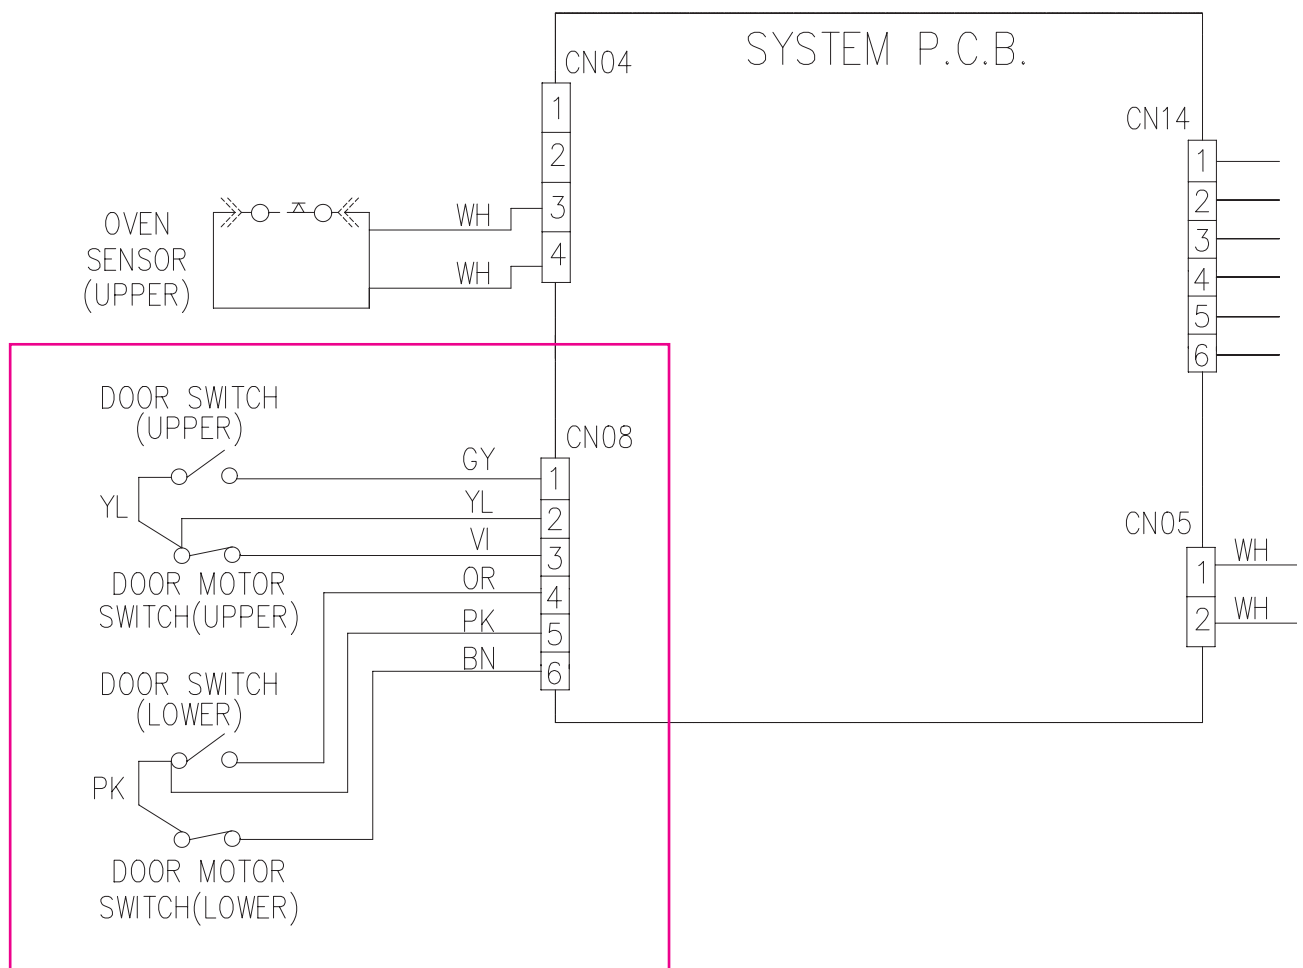 SYSTEM P.C.B.
CN04
1
2
3
4
OVEN
SENSOR
(UPPER)
WH
WH
CN14
1
2
3
4
5
6
DOOR SWITCH
(UPPER)
YL
DOOR MOTOR
SWITCH(UPPER)
GY
YL
VI
OR
PK
BN
CN08
1
2
3
4
5
6
DOOR SWITCH
(LOWER)
PK
DOOR MOTOR
SWITCH(LOWER)
CN05
1
2
WH
WH